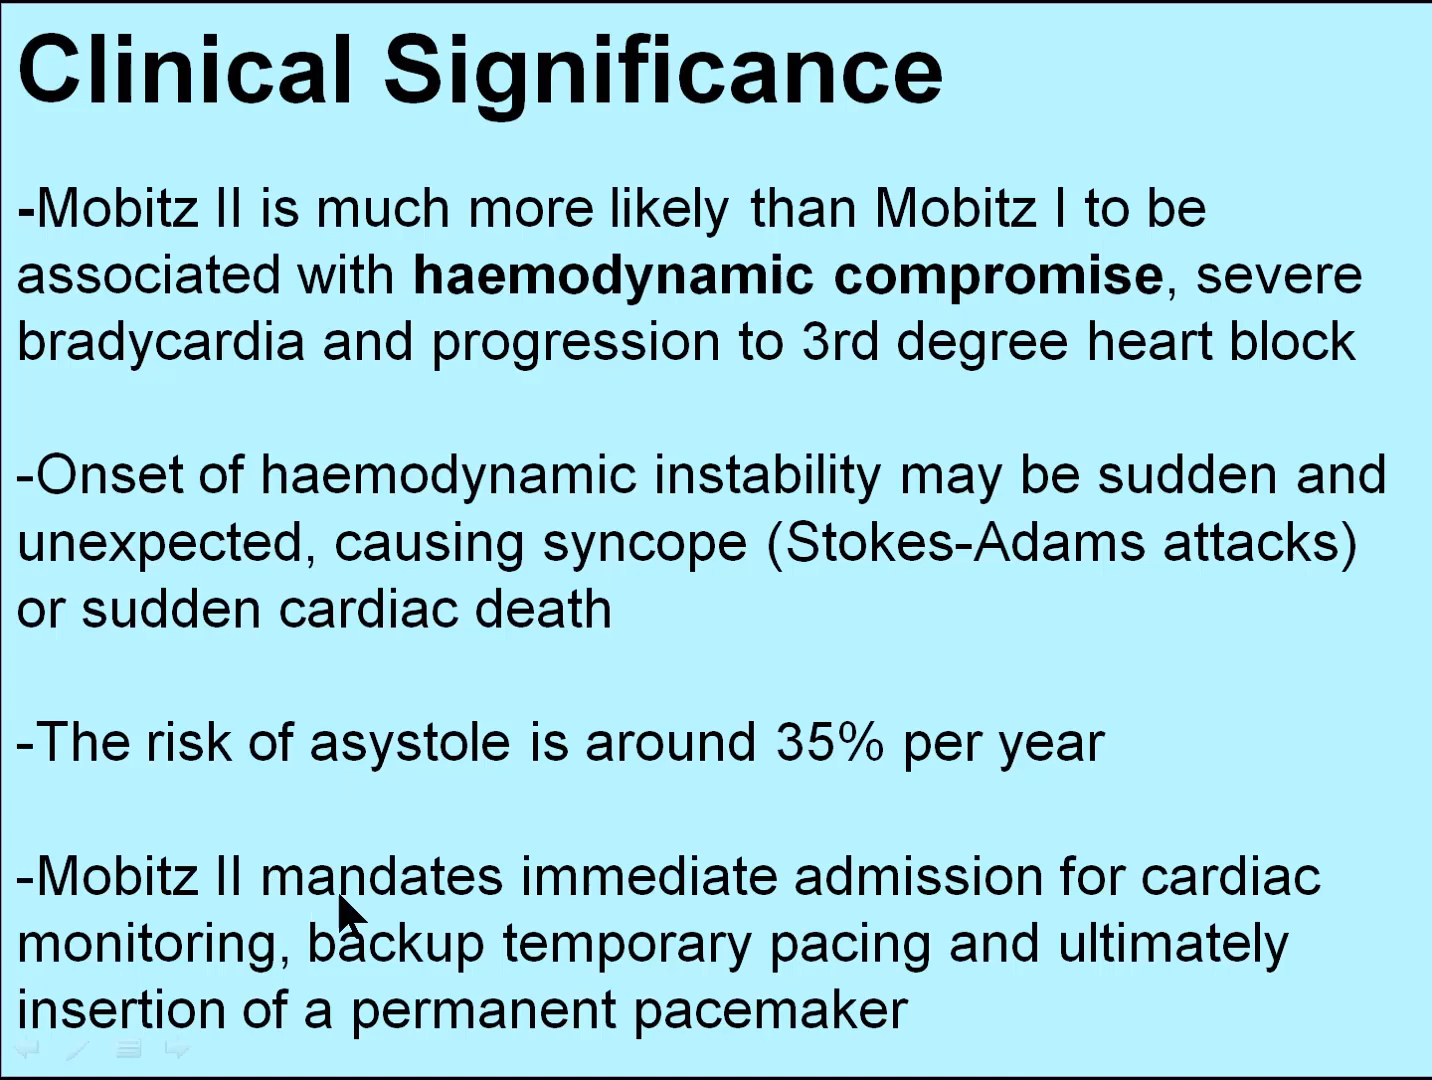 Clinical Significance
-Mobitz II is much more likely than Mobitz I to be
associated with haemodynamic compromise, severe
bradycardia and progression to 3rd degree heart block
-Onset of haemodynamic instability may be sudden and
unexpected, causing syncope (Stokes-Adams attacks)
or sudden cardiac death
-The risk of asystole is around 35% per year
-Mobitz II mandates immediate admission for cardiac
monitoring, backup temporary pacing and ultimately
insertion of a permanent pacemaker